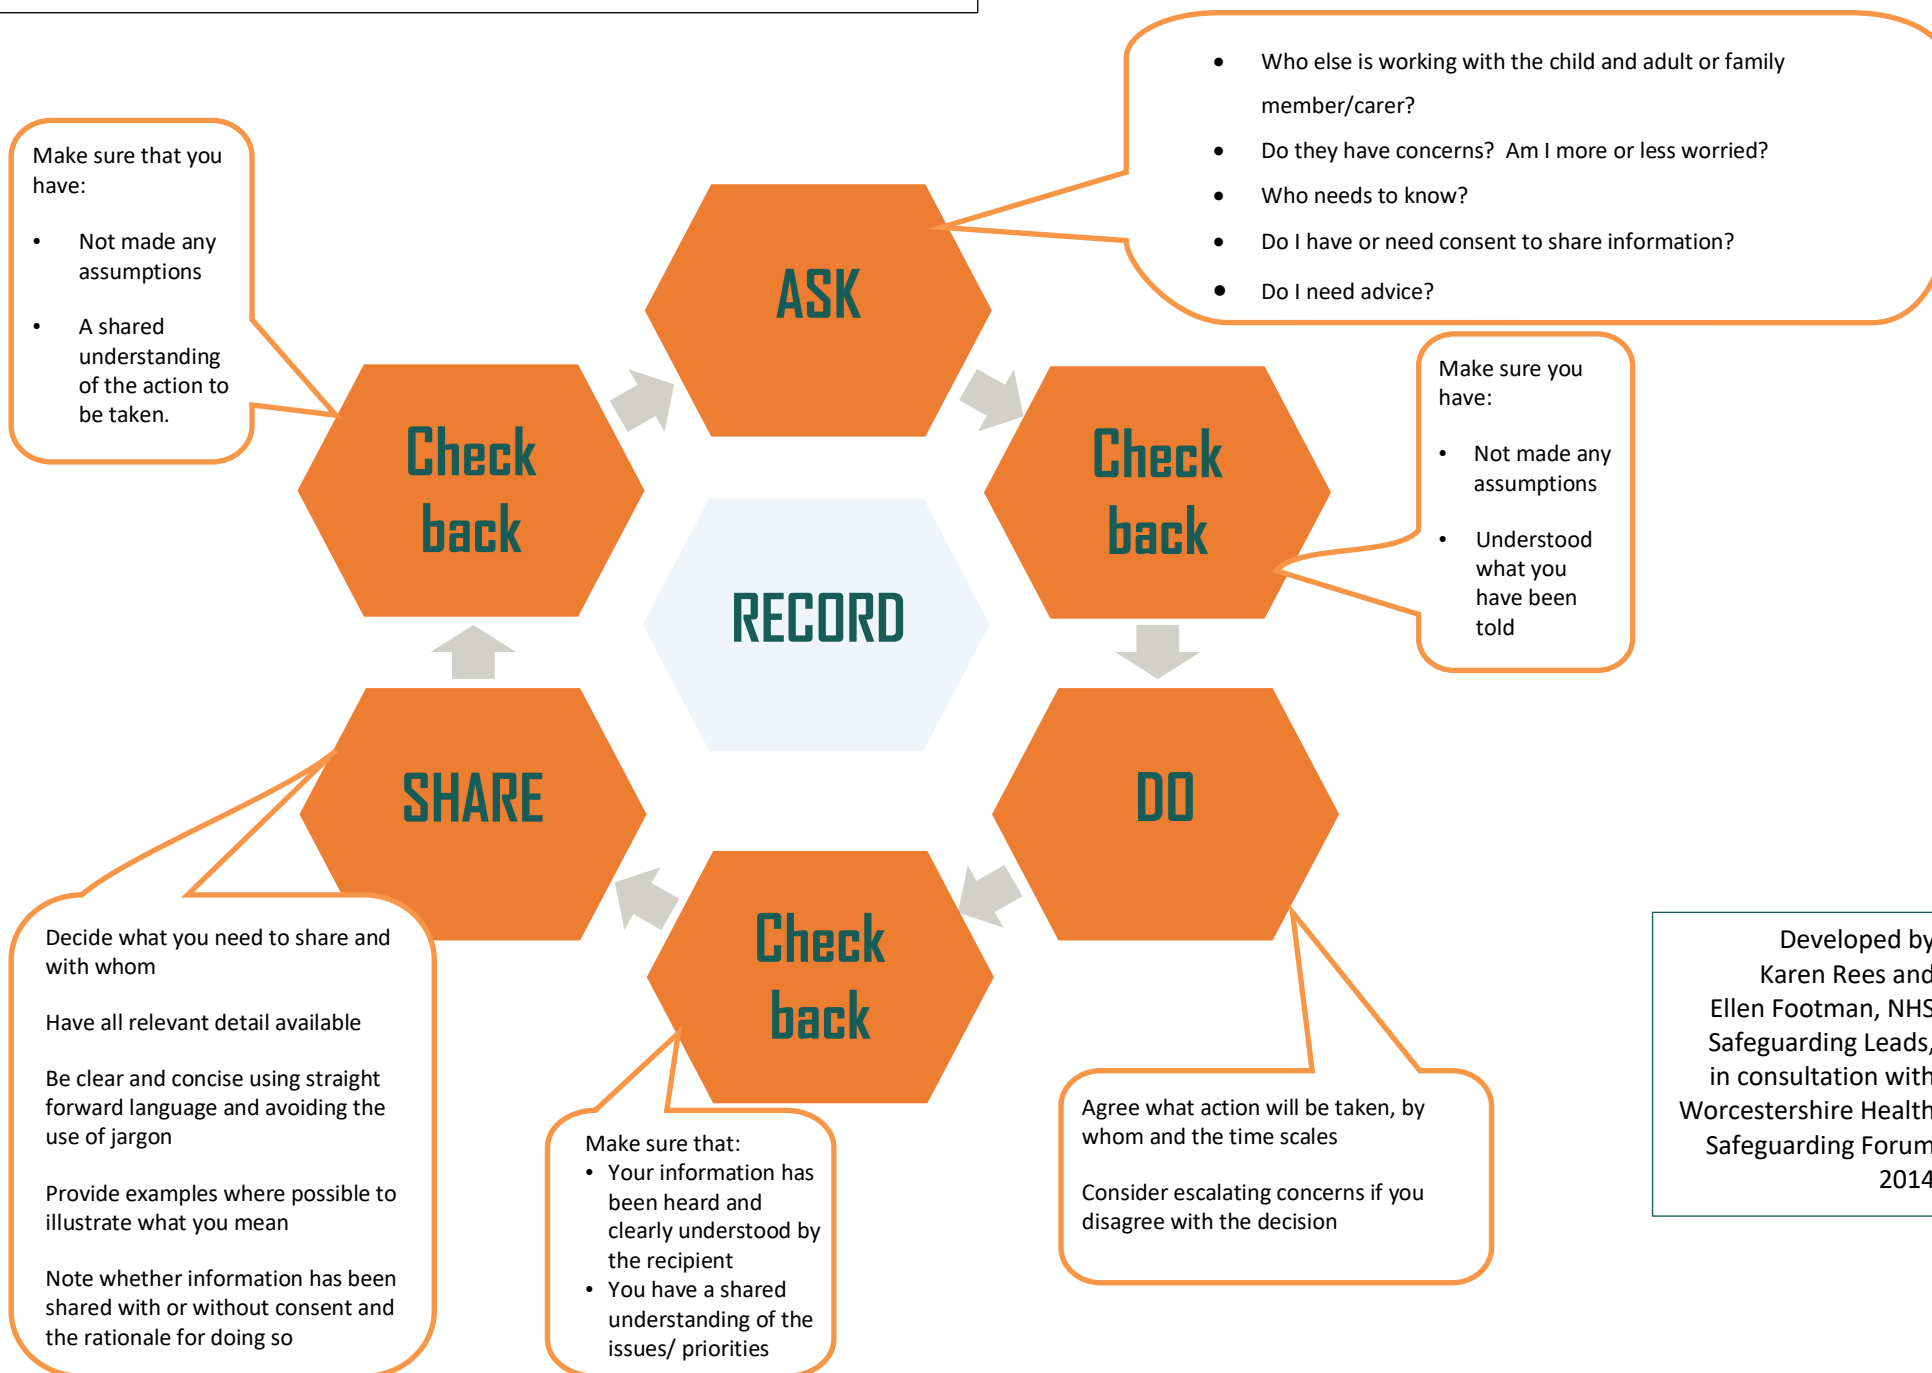 Who else is working with the child and adult or family
member/carer?
Do they have concerns?  Am I more or less worried?
Who needs to know?
Do I have or need consent to share information?
Do I need advice?
Make sure that you
have:
Not made any
assumptions
A shared
understanding
of the action to
be taken.
ASK
Check
back
Check
back
Make sure you
have:
Not made any
assumptions
Understood
what you
have been
told
RECORD
SHARE
DO
Check
back
Decide what you need to share and
with whom
Have all relevant detail available
Be clear and concise using straight
forward language and avoiding the
use of jargon
Provide examples where possible to
illustrate what you mean
Note whether information has been
shared with or without consent and
the rationale for doing so
Make sure that:
• Your information has
been heard and
clearly understood by
the recipient
• You have a shared
understanding of the
issues/ priorities
Agree what action will be taken, by
whom and the time scales
Consider escalating concerns if you
disagree with the decision
Developed by
Karen Rees and
Ellen Footman, NHS
Safeguarding Leads,
in consultation with
Worcestershire Health
Safeguarding Forum
2014